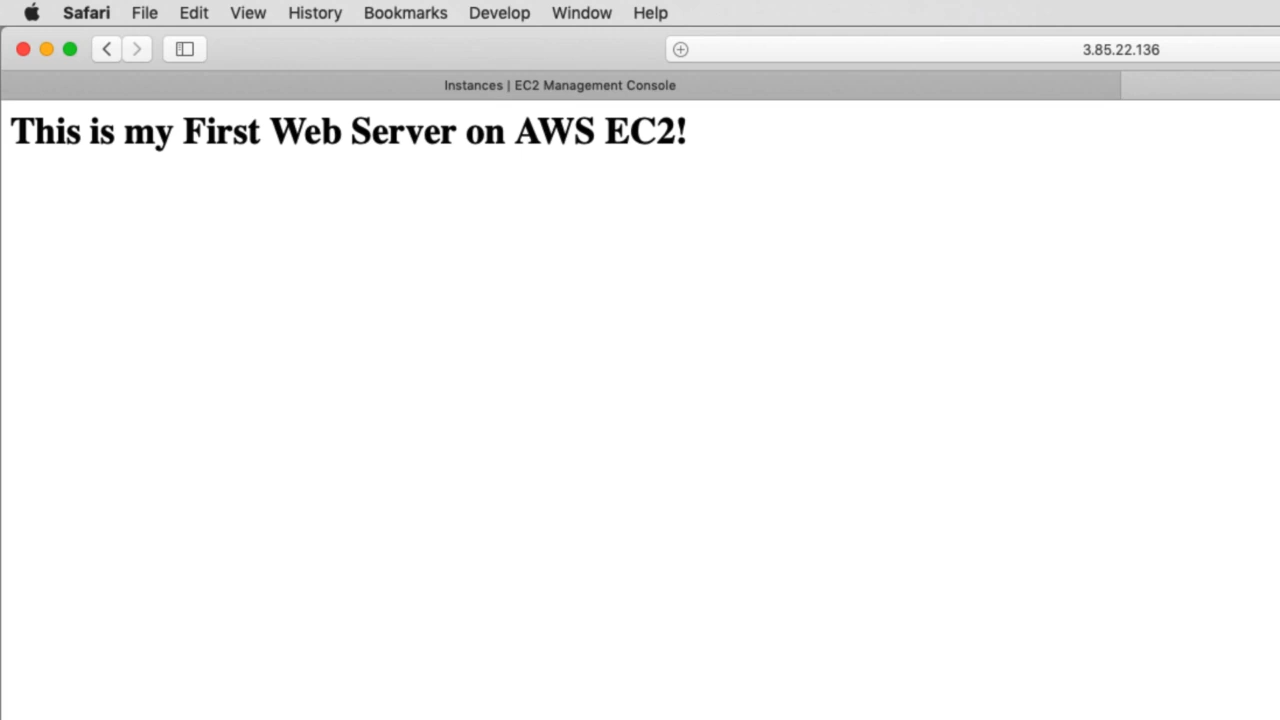 Safari File Edit View History Bookmarks Develop Window Help
3.85.22.136
Instances | EC2 Management Console
This is my First Web Server on AWS EC2!